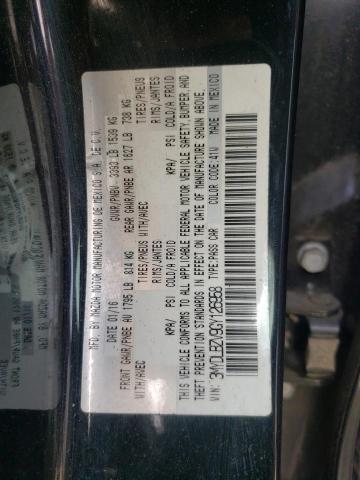 MFD. BY MAZDA MOTOR MANUFACTURING DE MEXICO S.A. DE C.V.
DATE 01/16 GVWR/PNBV 3393 LB 1539 KG
FRONT GAWR/PNBE AV 1795 LB 814 KG REAR GAWR/PNBE AR 1627 LB 738 KG
WITH/AVEC TIRES/PNEUS WITH/AVEC TIRES/PNEUS
RIMS/JANTES RIMS/JANTES
KPA/ PSI COLD/A FROID KPA/ PSI COLD/A FROID
THIS VEHICLE CONFORMS TO ALL APPLICABLE FEDERAL MOTOR VEHICLE SAFETY, BUMPER AND
THEFT PREVENTION STANDARDS IN EFFECT ON THE DATE OF MANUFACTURE SHOWN ABOVE.
VIN: TYPE:PASS CAR COLOR:41W MADE IN MEXICO